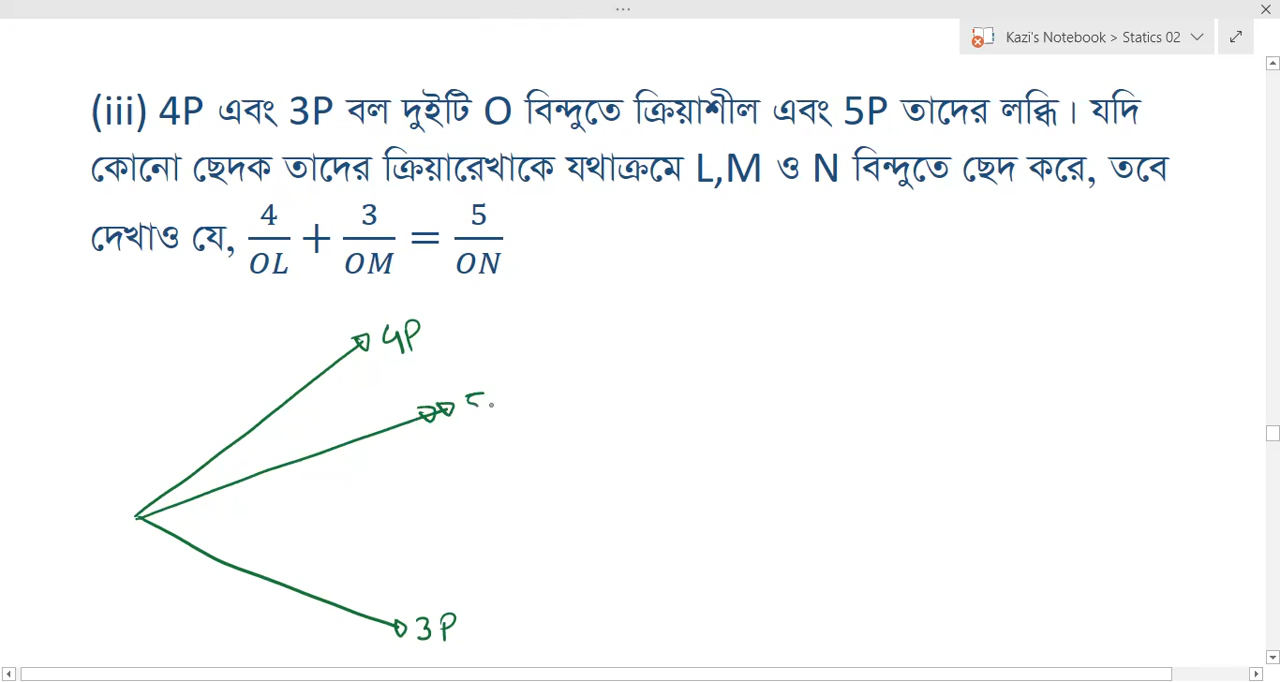 Kazi's Notebook > Statics 02
(iii) 4P এবং 3P বল দুইটি O বিন্দুতে ক্রিয়াশীল এবং 5P তাদের লব্ধি। যদি
কোনো ছেদক তাদের ক্রিয়ারেখাকে যথাক্রমে L,M ও N বিন্দুতে ছেদ করে, তবে
দেখাও যে, 4/OL + 3/OM = 5/ON
4P
3P